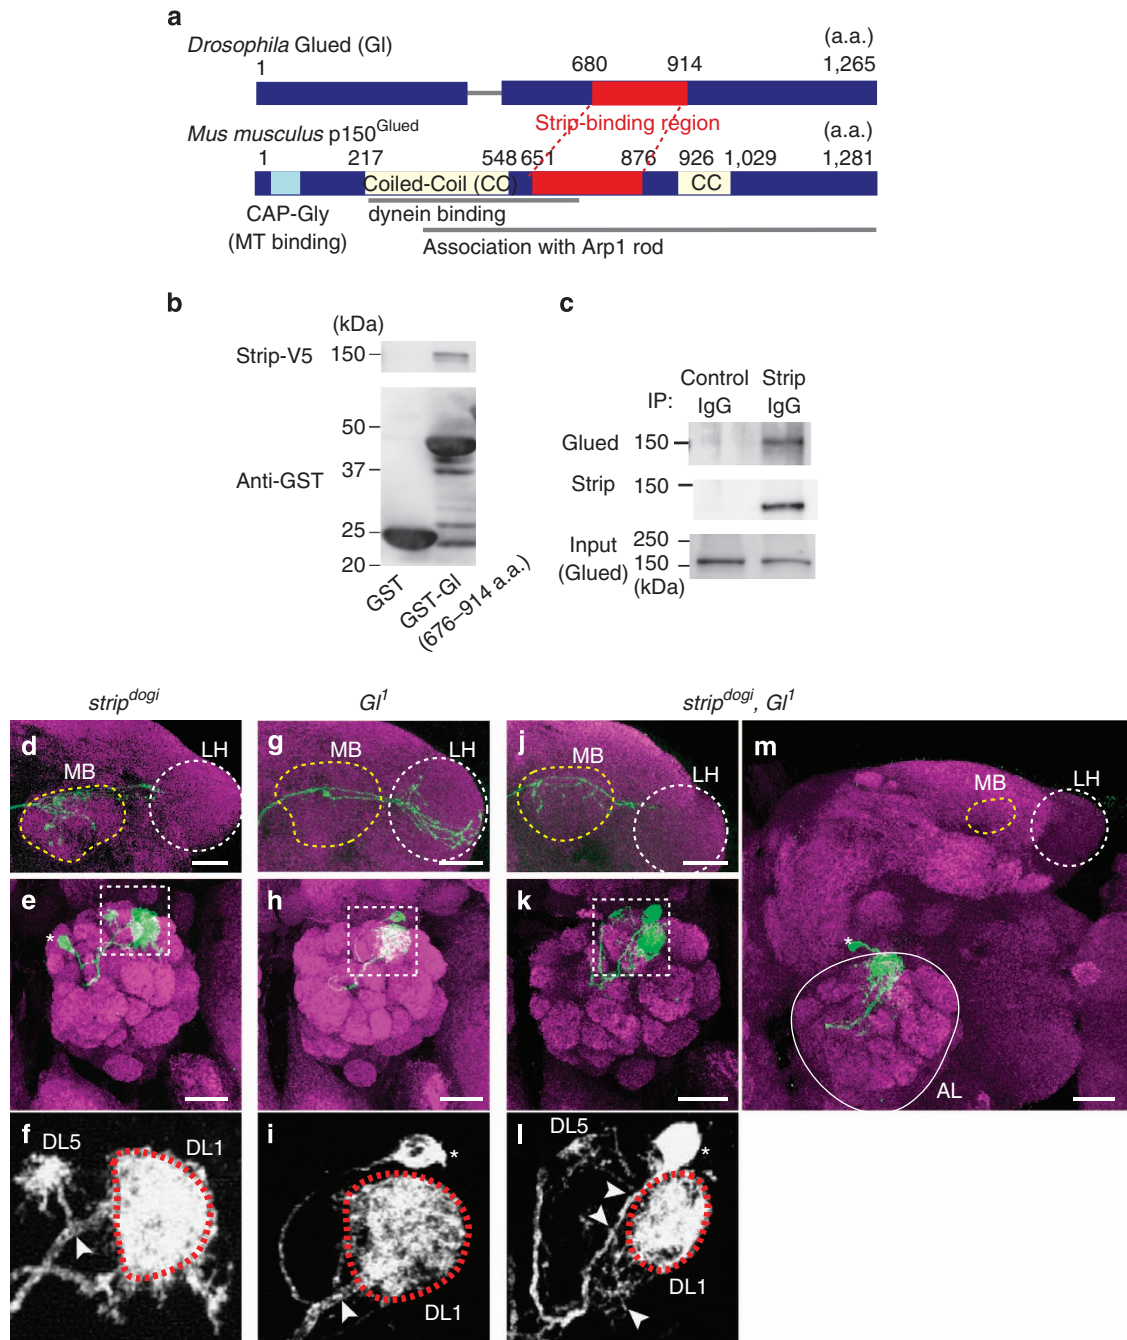 a
Drosophila Glued (Gl)
(a.a.)
1
680
914
1,265
Strip-binding region
Mus musculus p150Glued
(a.a.)
1
217
548
651
876
926
1,029
1,281
Coiled-Coil (CC)
CC
CAP-Gly
(MT binding)
dynein binding
Association with Arp1 rod
b
(kDa)
Strip-V5
150
50
Anti-GST
37
25
20
GST
GST-Gl
(676–914 a.a.)
c
IP:
Control
IgG
Strip
IgG
Glued
150
Strip
150
Input
(Glued)
250
150
(kDa)
stripdogi
Gl1
stripdogi, Gl1
d
MB
LH
g
MB
LH
j
MB
LH
m
MB
LH
*
AL
e
*
h
k
f
DL5
DL1
i
*
DL1
l
DL5
*
DL1